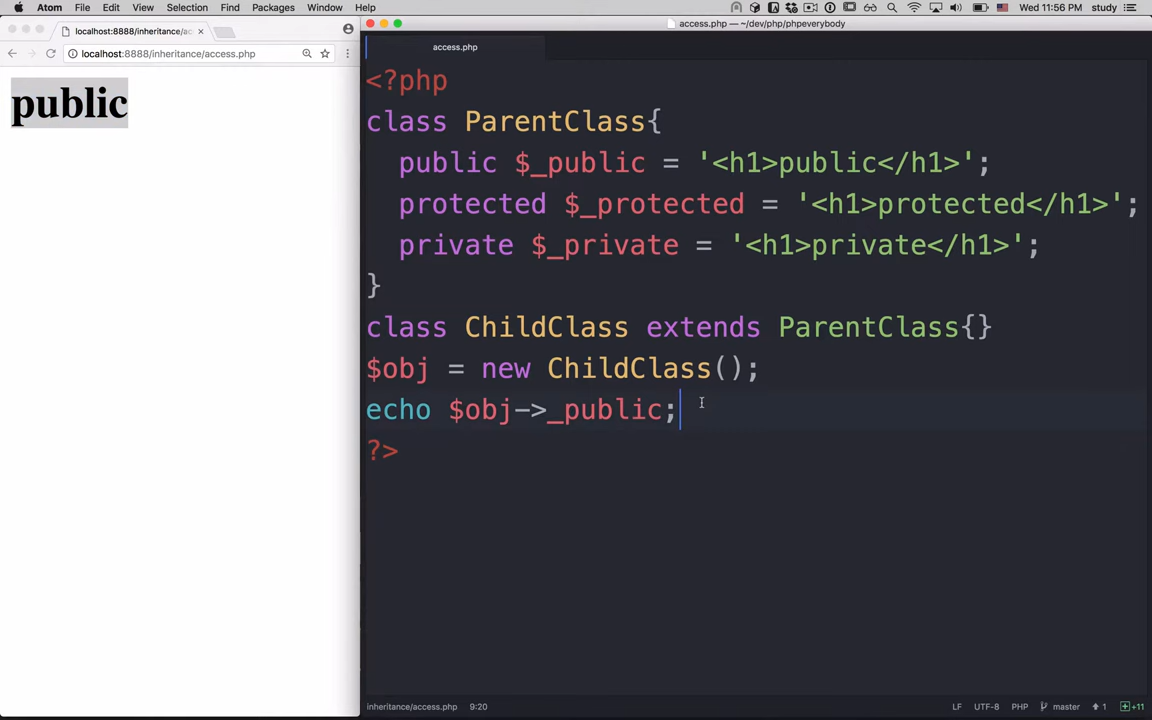 Atom File Edit View Selection Find Packages Window Help Wed 11:56 PM study
localhost:8888/inheritance/ac
localhost:8888/inheritance/access.php
public
access.php — ~/dev/php/phpeverybody
access.php
<?php
class ParentClass{
  public $_public = '<h1>public</h1>';
  protected $_protected = '<h1>protected</h1>';
  private $_private = '<h1>private</h1>';
}
class ChildClass extends ParentClass{}
$obj = new ChildClass();
echo $obj->_public;
?>
inheritance/access.php 9:20 LF UTF-8 PHP master 1 +11